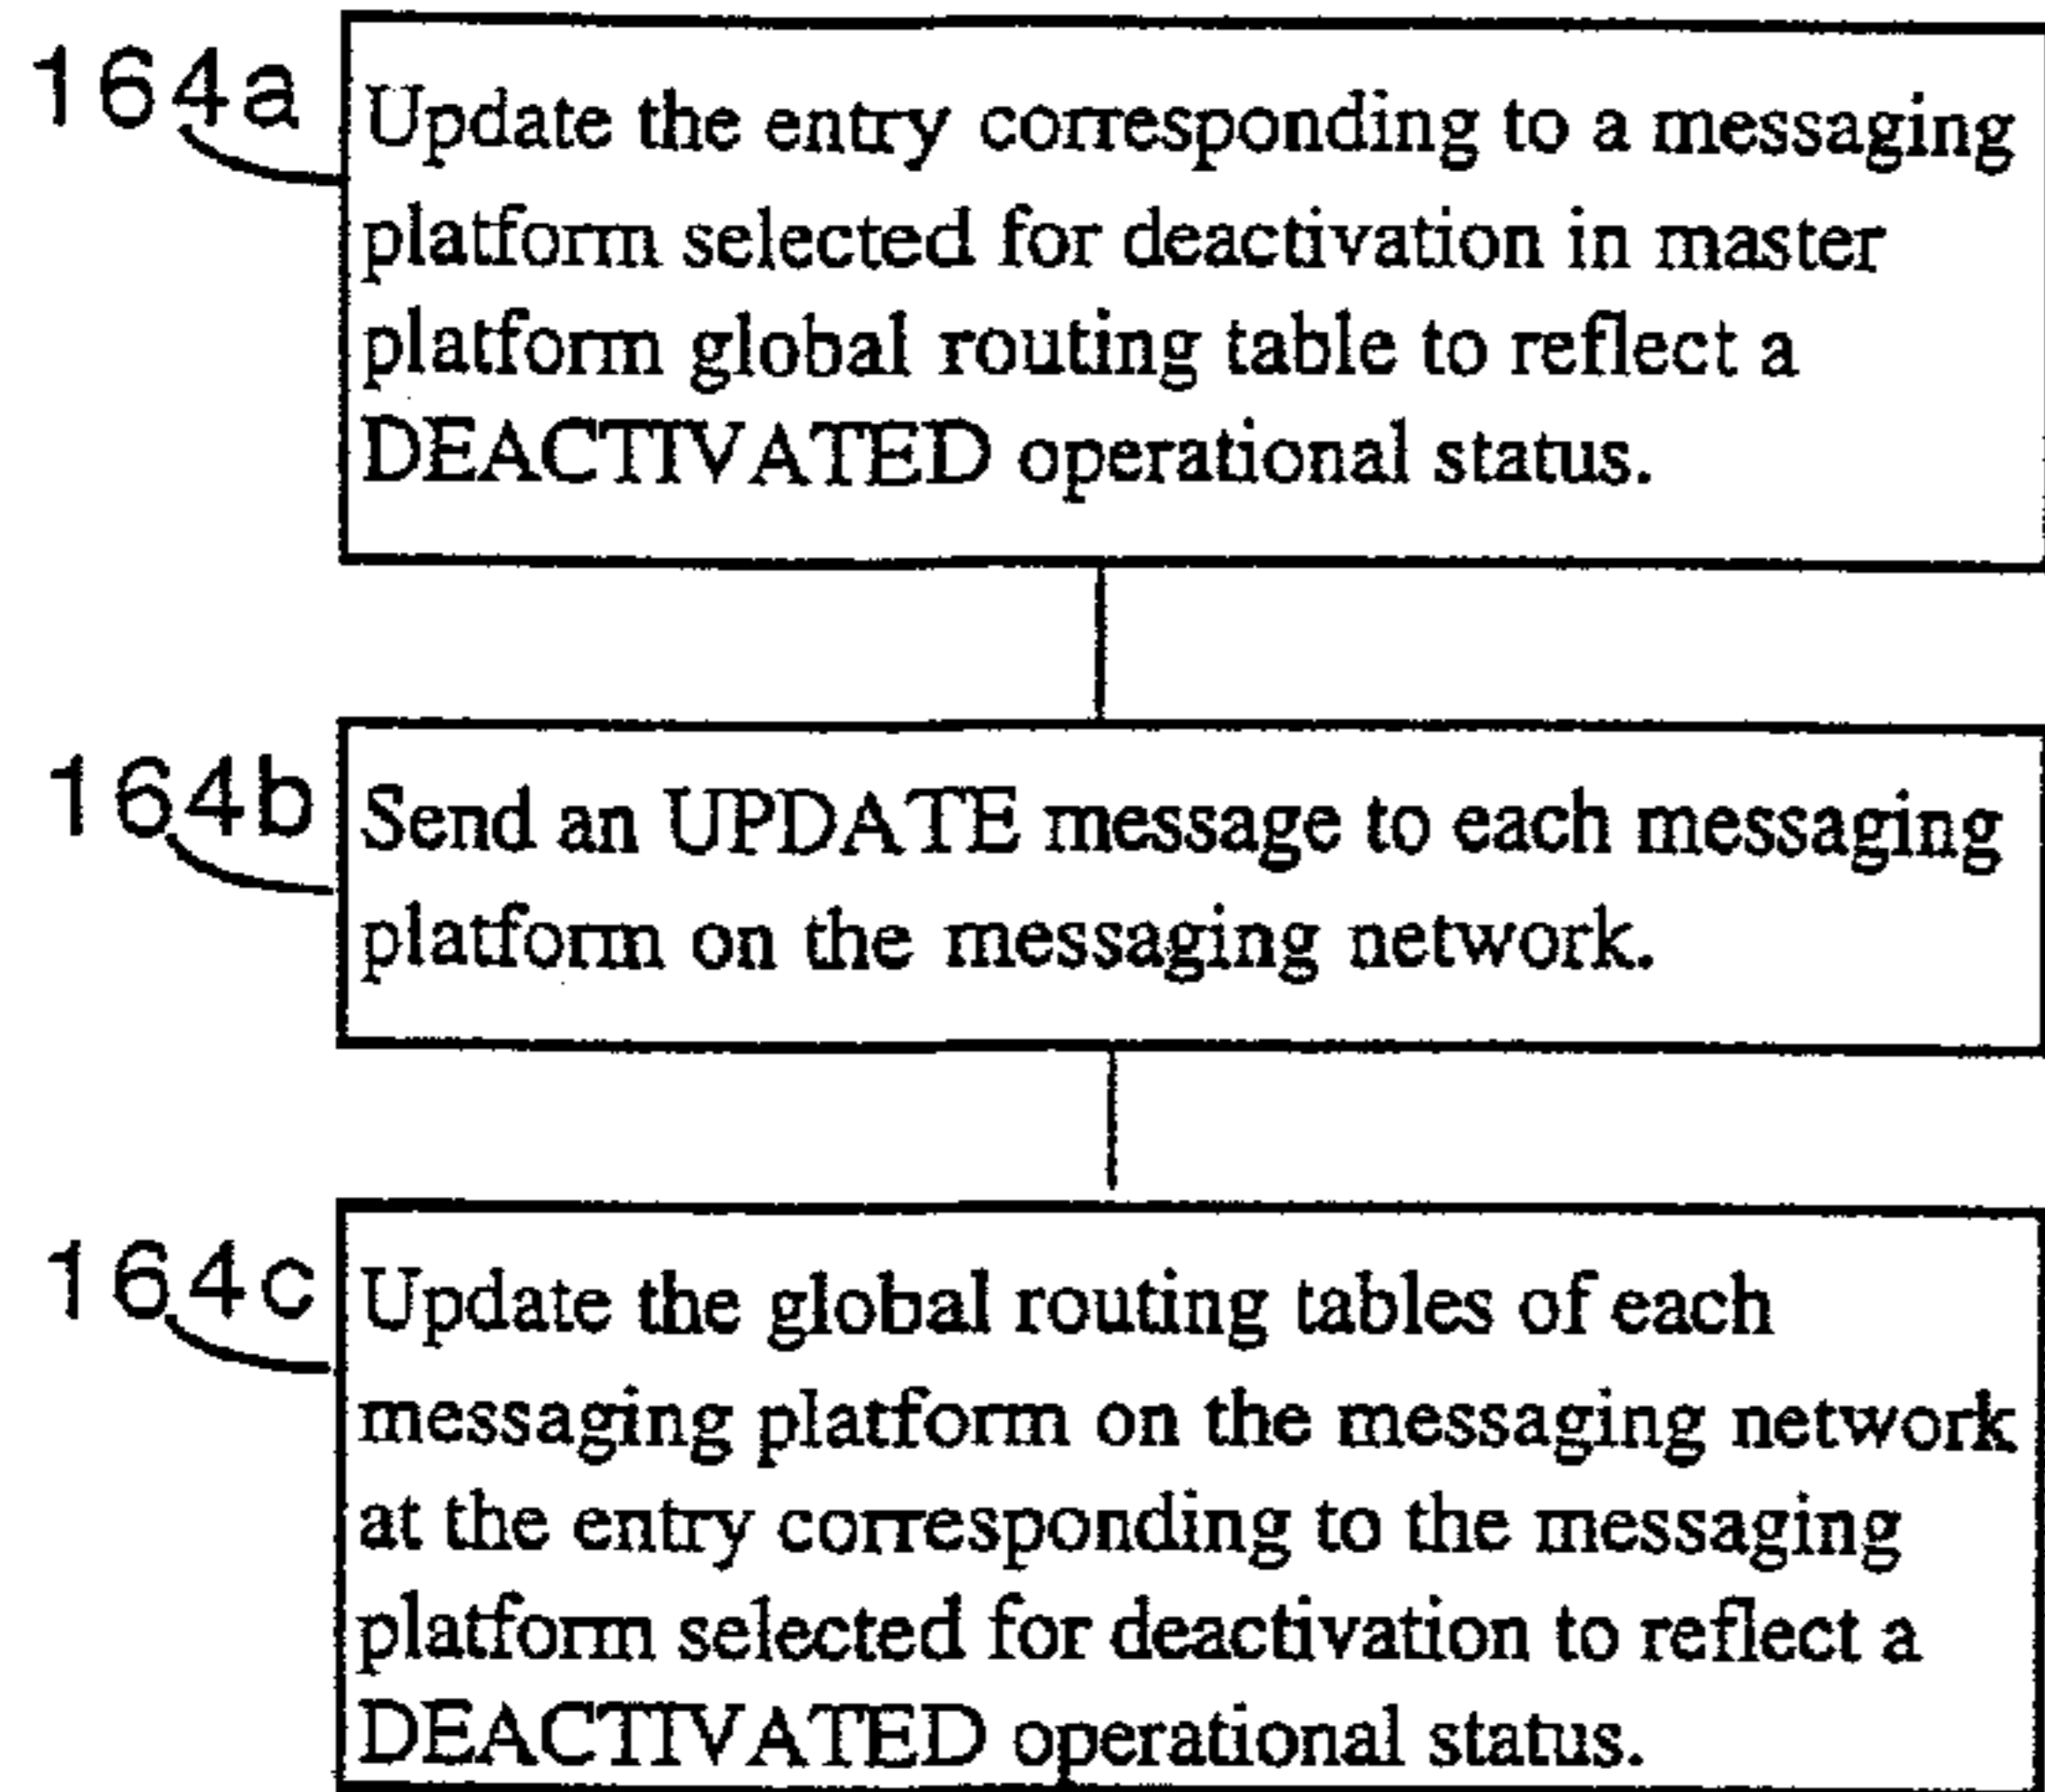 164a
Update the entry corresponding to a messaging
platform selected for deactivation in master
platform global routing table to reflect a
DEACTIVATED operational status.
164b
Send an UPDATE message to each messaging
platform on the messaging network.
164c
Update the global routing tables of each
messaging platform on the messaging network
at the entry corresponding to the messaging
platform selected for deactivation to reflect a
DEACTIVATED operational status.